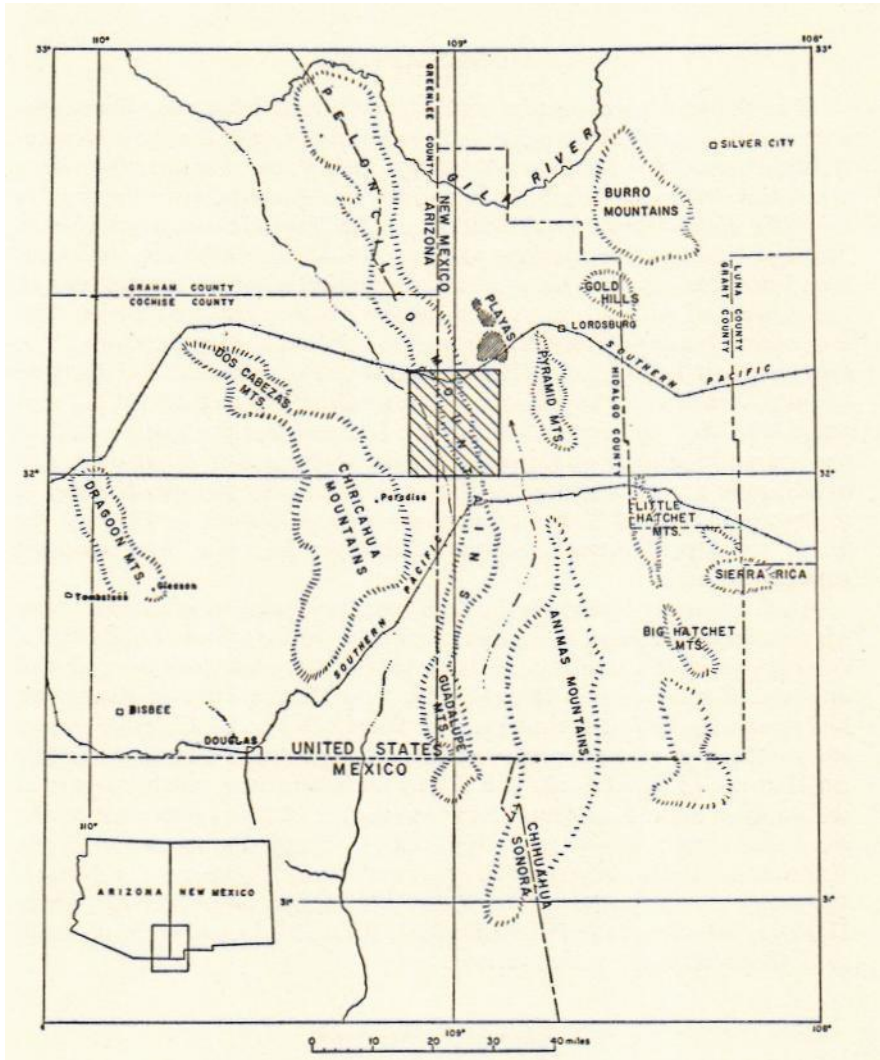 110°
109°
108°
33°
33°
PELONCILLO MOUNTAINS
GREENLEE COUNTY
GILA RIVER
SILVER CITY
BURRO
MOUNTAINS
NEW MEXICO
ARIZONA
GRAHAM COUNTY
COCHISE COUNTY
PLAYAS
GOLD
HILLS
LUNA COUNTY
GRANT COUNTY
LORDSBURG
SOUTHERN PACIFIC
DOS CABEZAS
MTS.
PYRAMID MTS.
HIDALGO COUNTY
32°
32°
CHIRICAHUA
MOUNTAINS
Paradise
DRAGOON MTS.
LITTLE
HATCHET
MTS.
SIERRA RICA
Gleeson
Tombstone
SOUTHERN PACIFIC
ANIMAS MOUNTAINS
BIG HATCHET
MTS.
GUADALUPE
MTS.
BISBEE
DOUGLAS
UNITED STATES
MEXICO
CHIHUAHUA
SONORA
110°
31°
31°
ARIZONA
NEW MEXICO
109°
108°
0 10 20 30 40 miles